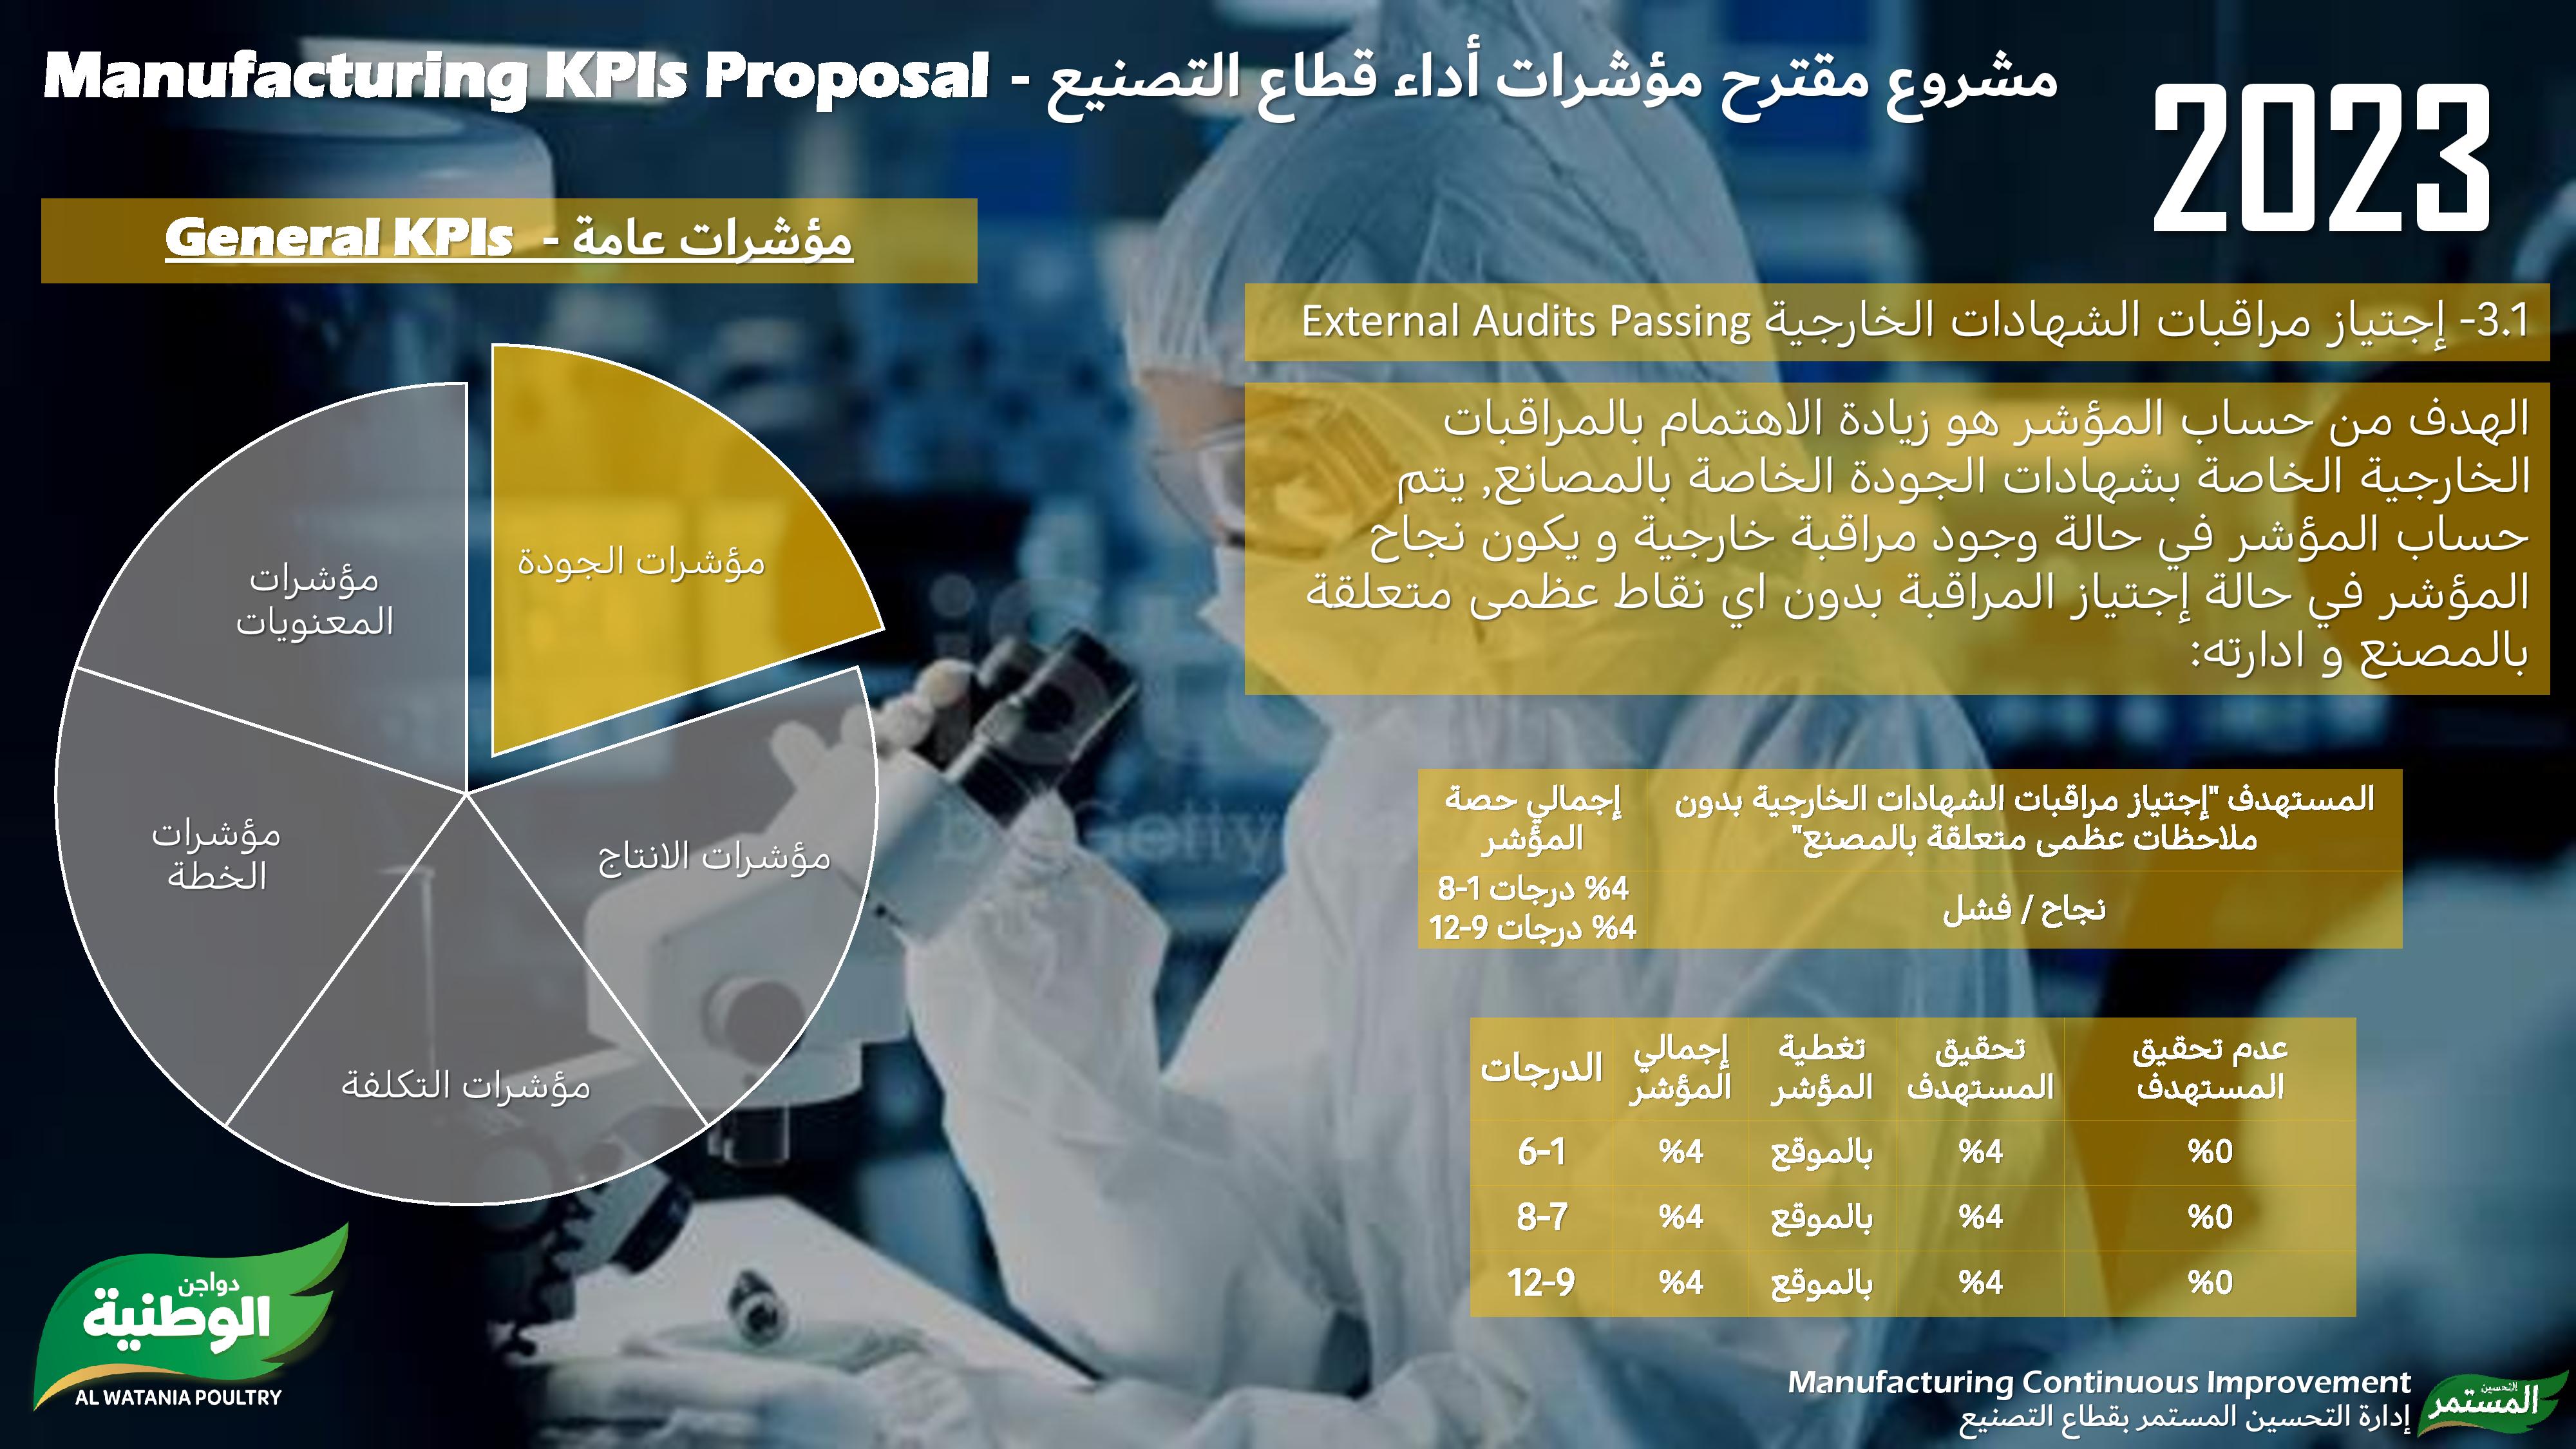 مشروع مقترح مؤشرات أداء قطاع التصنيع - Manufacturing KPIs Proposal
2023
مؤشرات عامة - General KPIs
3.1- إجتياز مراقبات الشهادات الخارجية External Audits Passing
الهدف من حساب المؤشر هو زيادة الاهتمام بالمراقبات
الخارجية الخاصة بشهادات الجودة الخاصة بالمصانع, يتم
حساب المؤشر في حالة وجود مراقبة خارجية و يكون نجاح
المؤشر في حالة إجتياز المراقبة بدون اي نقاط عظمى متعلقة
بالمصنع و ادارته:
مؤشرات الجودة
مؤشرات
المعنويات
مؤشرات الانتاج
مؤشرات
الخطة
مؤشرات التكلفة
المستهدف "إجتياز مراقبات الشهادات الخارجية بدون
ملاحظات عظمى متعلقة بالمصنع"
إجمالي حصة
المؤشر
نجاح / فشل
%4 درجات 1-8
%4 درجات 9-12
عدم تحقيق المستهدف
تحقيق المستهدف
تغطية المؤشر
إجمالي المؤشر
الدرجات
%0 %4 بالموقع %4 6-1
%0 %4 بالموقع %4 8-7
%0 %4 بالموقع %4 12-9
دواجن
الوطنية
AL WATANIA POULTRY
Manufacturing Continuous Improvement
إدارة التحسين المستمر بقطاع التصنيع
التحسين
المستمر